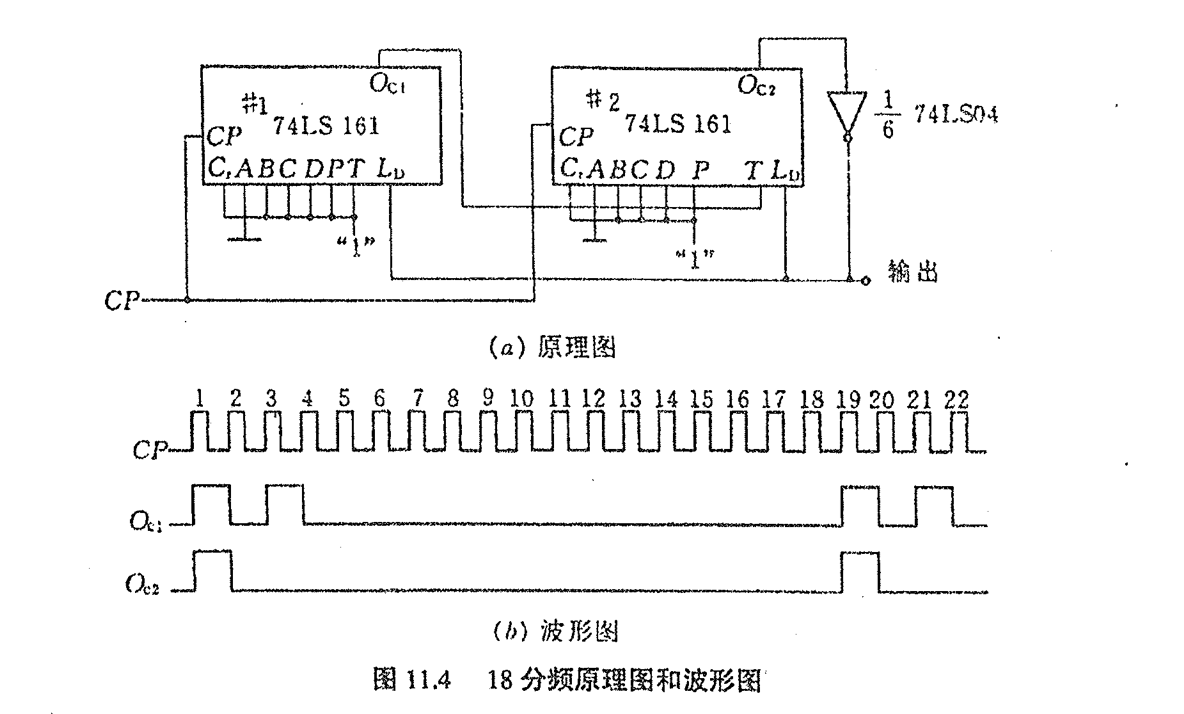 O_C1
#1
74LS 161
CP
C_r A B C D P T L_D
"1"
O_C2
#2
74LS 161
CP
C_r A B C D P T L_D
"1"
1/6 74LS04
输出
CP
(a) 原理图
1 2 3 4 5 6 7 8 9 10 11 12 13 14 15 16 17 18 19 20 21 22
CP
O_C1
O_C2
(b) 波形图
图 11.4 18 分频原理图和波形图